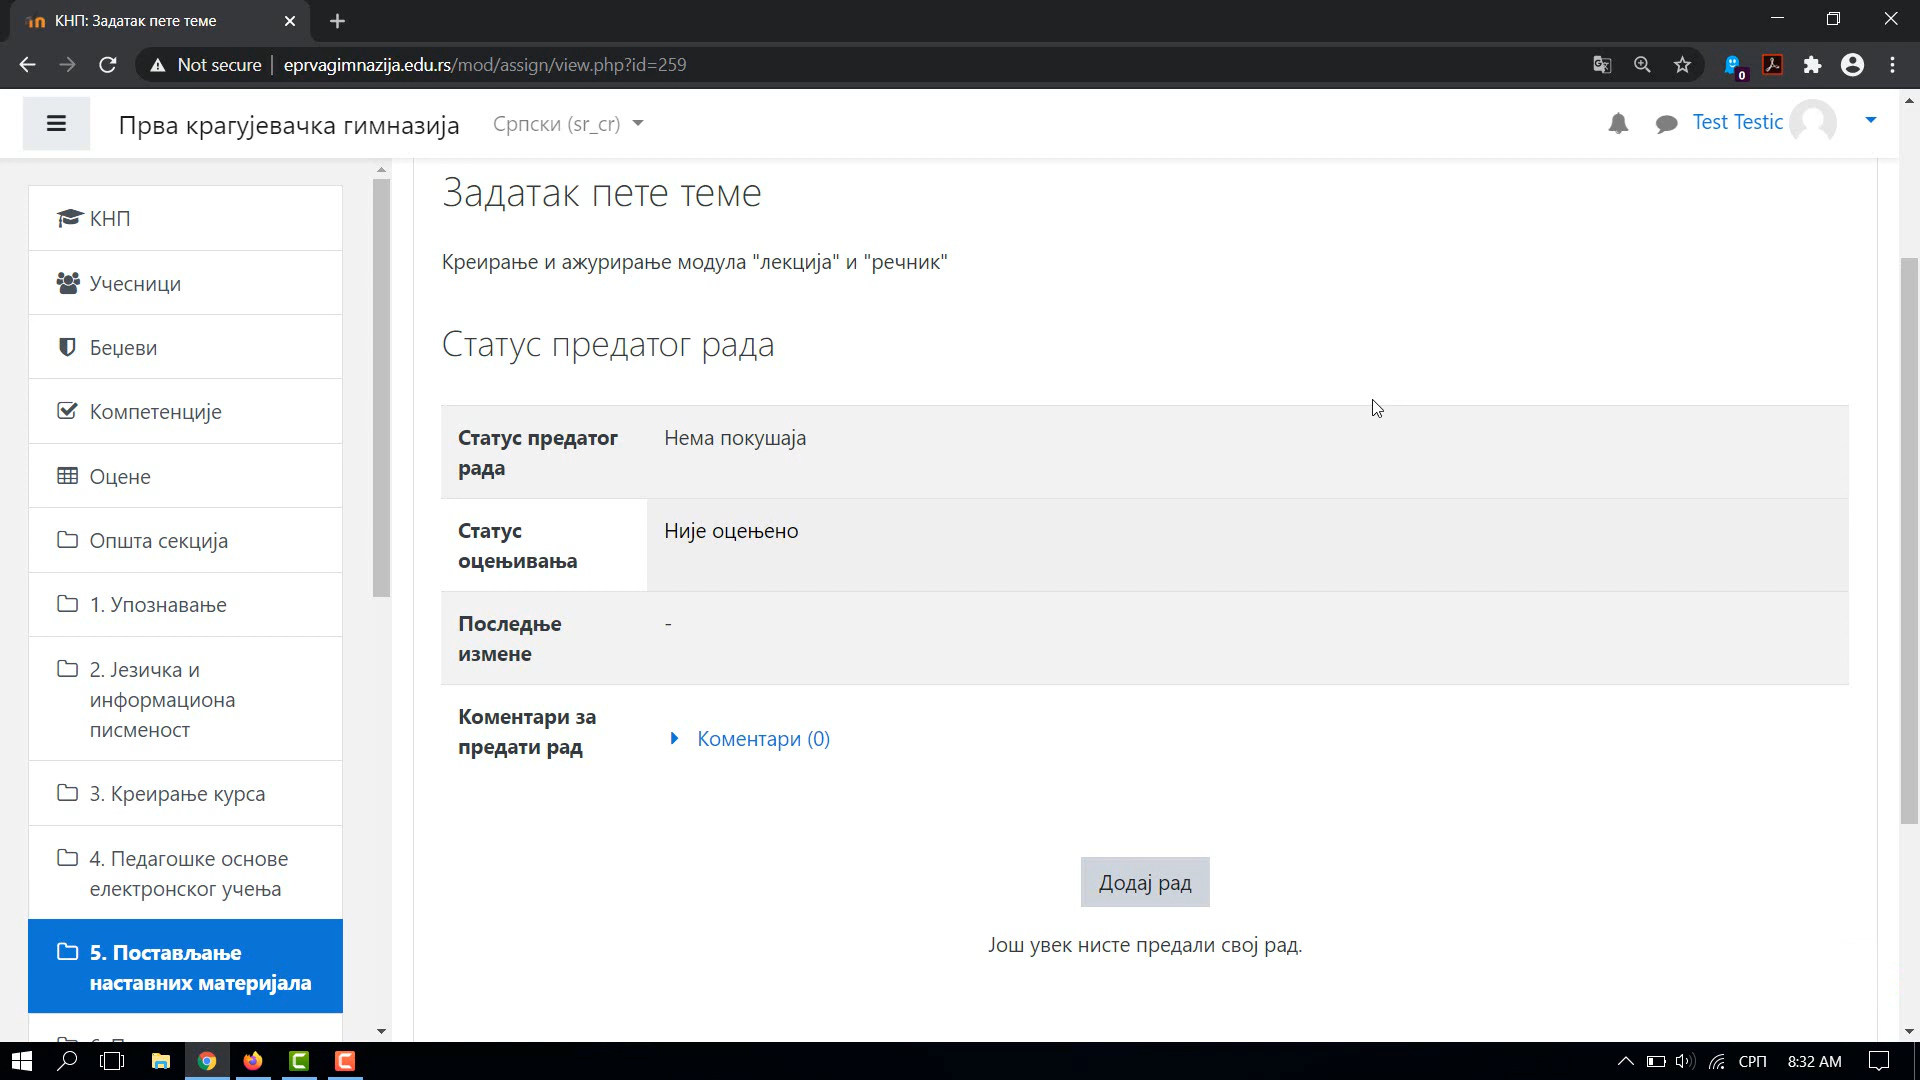 КНП: Задатак пете теме
Not secure
eprvagimnazija.edu.rs/mod/assign/view.php?id=259
0
Прва крагујевачка гимназија
Српски (sr_cr)
Test Testic
КНП
Учесници
Беџеви
Компетенције
Оцене
Општа секција
1. Упознавање
2. Језичка и
информациона
писменост
3. Креирање курса
4. Педагошке основе
електронског учења
5. Постављање
наставних материјала
Задатак пете теме
Креирање и ажурирање модула "лекција" и "речник"
Статус предатог рада
Статус предатог
рада
Нема покушаја
Статус
оцењивања
Није оцењено
Последње
измене
-
Коментари за
предати рад
Коментари (0)
Додај рад
Још увек нисте предали свој рад.
СРП
8:32 AM